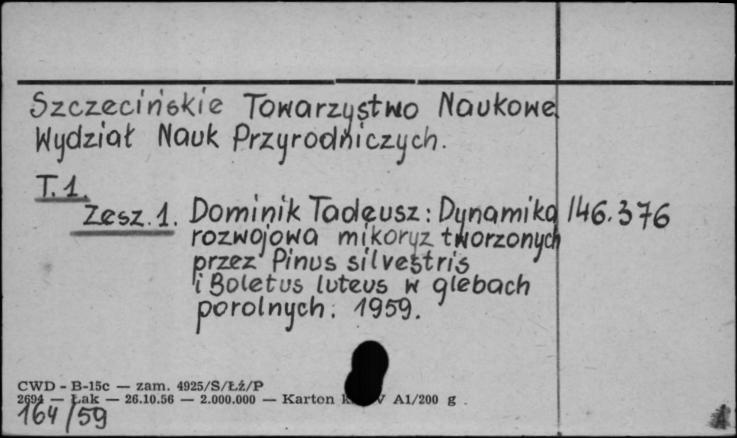 Szczecińskie Towarzystwo Naukowe.
Wydział Nauk Przyrodniczych.
T. 1.
Zesz. 1. Dominik Tadeusz: Dynamika 146.376
rozwojowa mikoryz tworzonych
przez Pinus silvestris
i Boletus luteus w glebach
porolnych. 1959.
CWD - B-15c — zam. 4925/S/Łź/P
2694 — Łak — 26.10.56 — 2.000.000 — Karton V A1/200 g
164/59